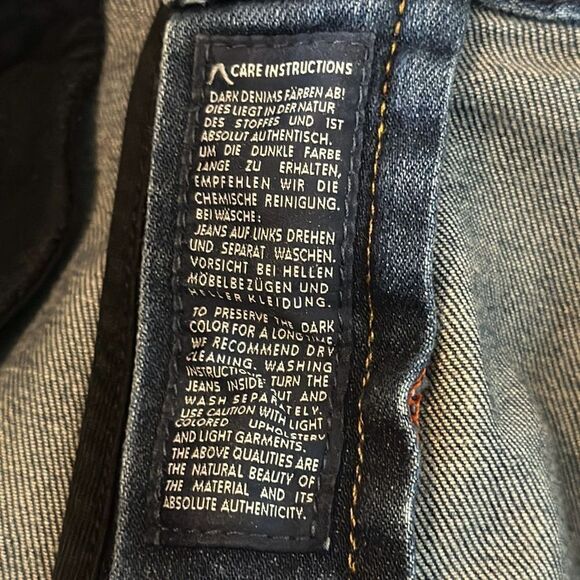 CARE INSTRUCTIONS
DARK DENIMS FÄRBEN AB!
DIES LIEGT IN DER NATUR
DES STOFFES UND IST
ABSOLUT AUTHENTISCH.
UM DIE DUNKLE FARBE
LANGE ZU ERHALTEN,
EMPFEHLEN WIR DIE
CHEMISCHE REINIGUNG.
BEI WÄSCHE:
JEANS AUF LINKS DREHEN
UND SEPARAT WASCHEN.
VORSICHT BEI HELLEN
MÖBELBEZÜGEN UND
HELLER KLEIDUNG.
TO PRESERVE THE DARK
COLOR FOR A LONG TIME
WE RECOMMEND DRY
CLEANING. WASHING
INSTRUCTIONS: TURN THE
JEANS INSIDE OUT AND
WASH SEPARATELY.
USE CAUTION WITH LIGHT
COLORED UPHOLSTERY
AND LIGHT GARMENTS.
THE ABOVE QUALITIES ARE
THE NATURAL BEAUTY OF
THE MATERIAL AND ITS
ABSOLUTE AUTHENTICITY.